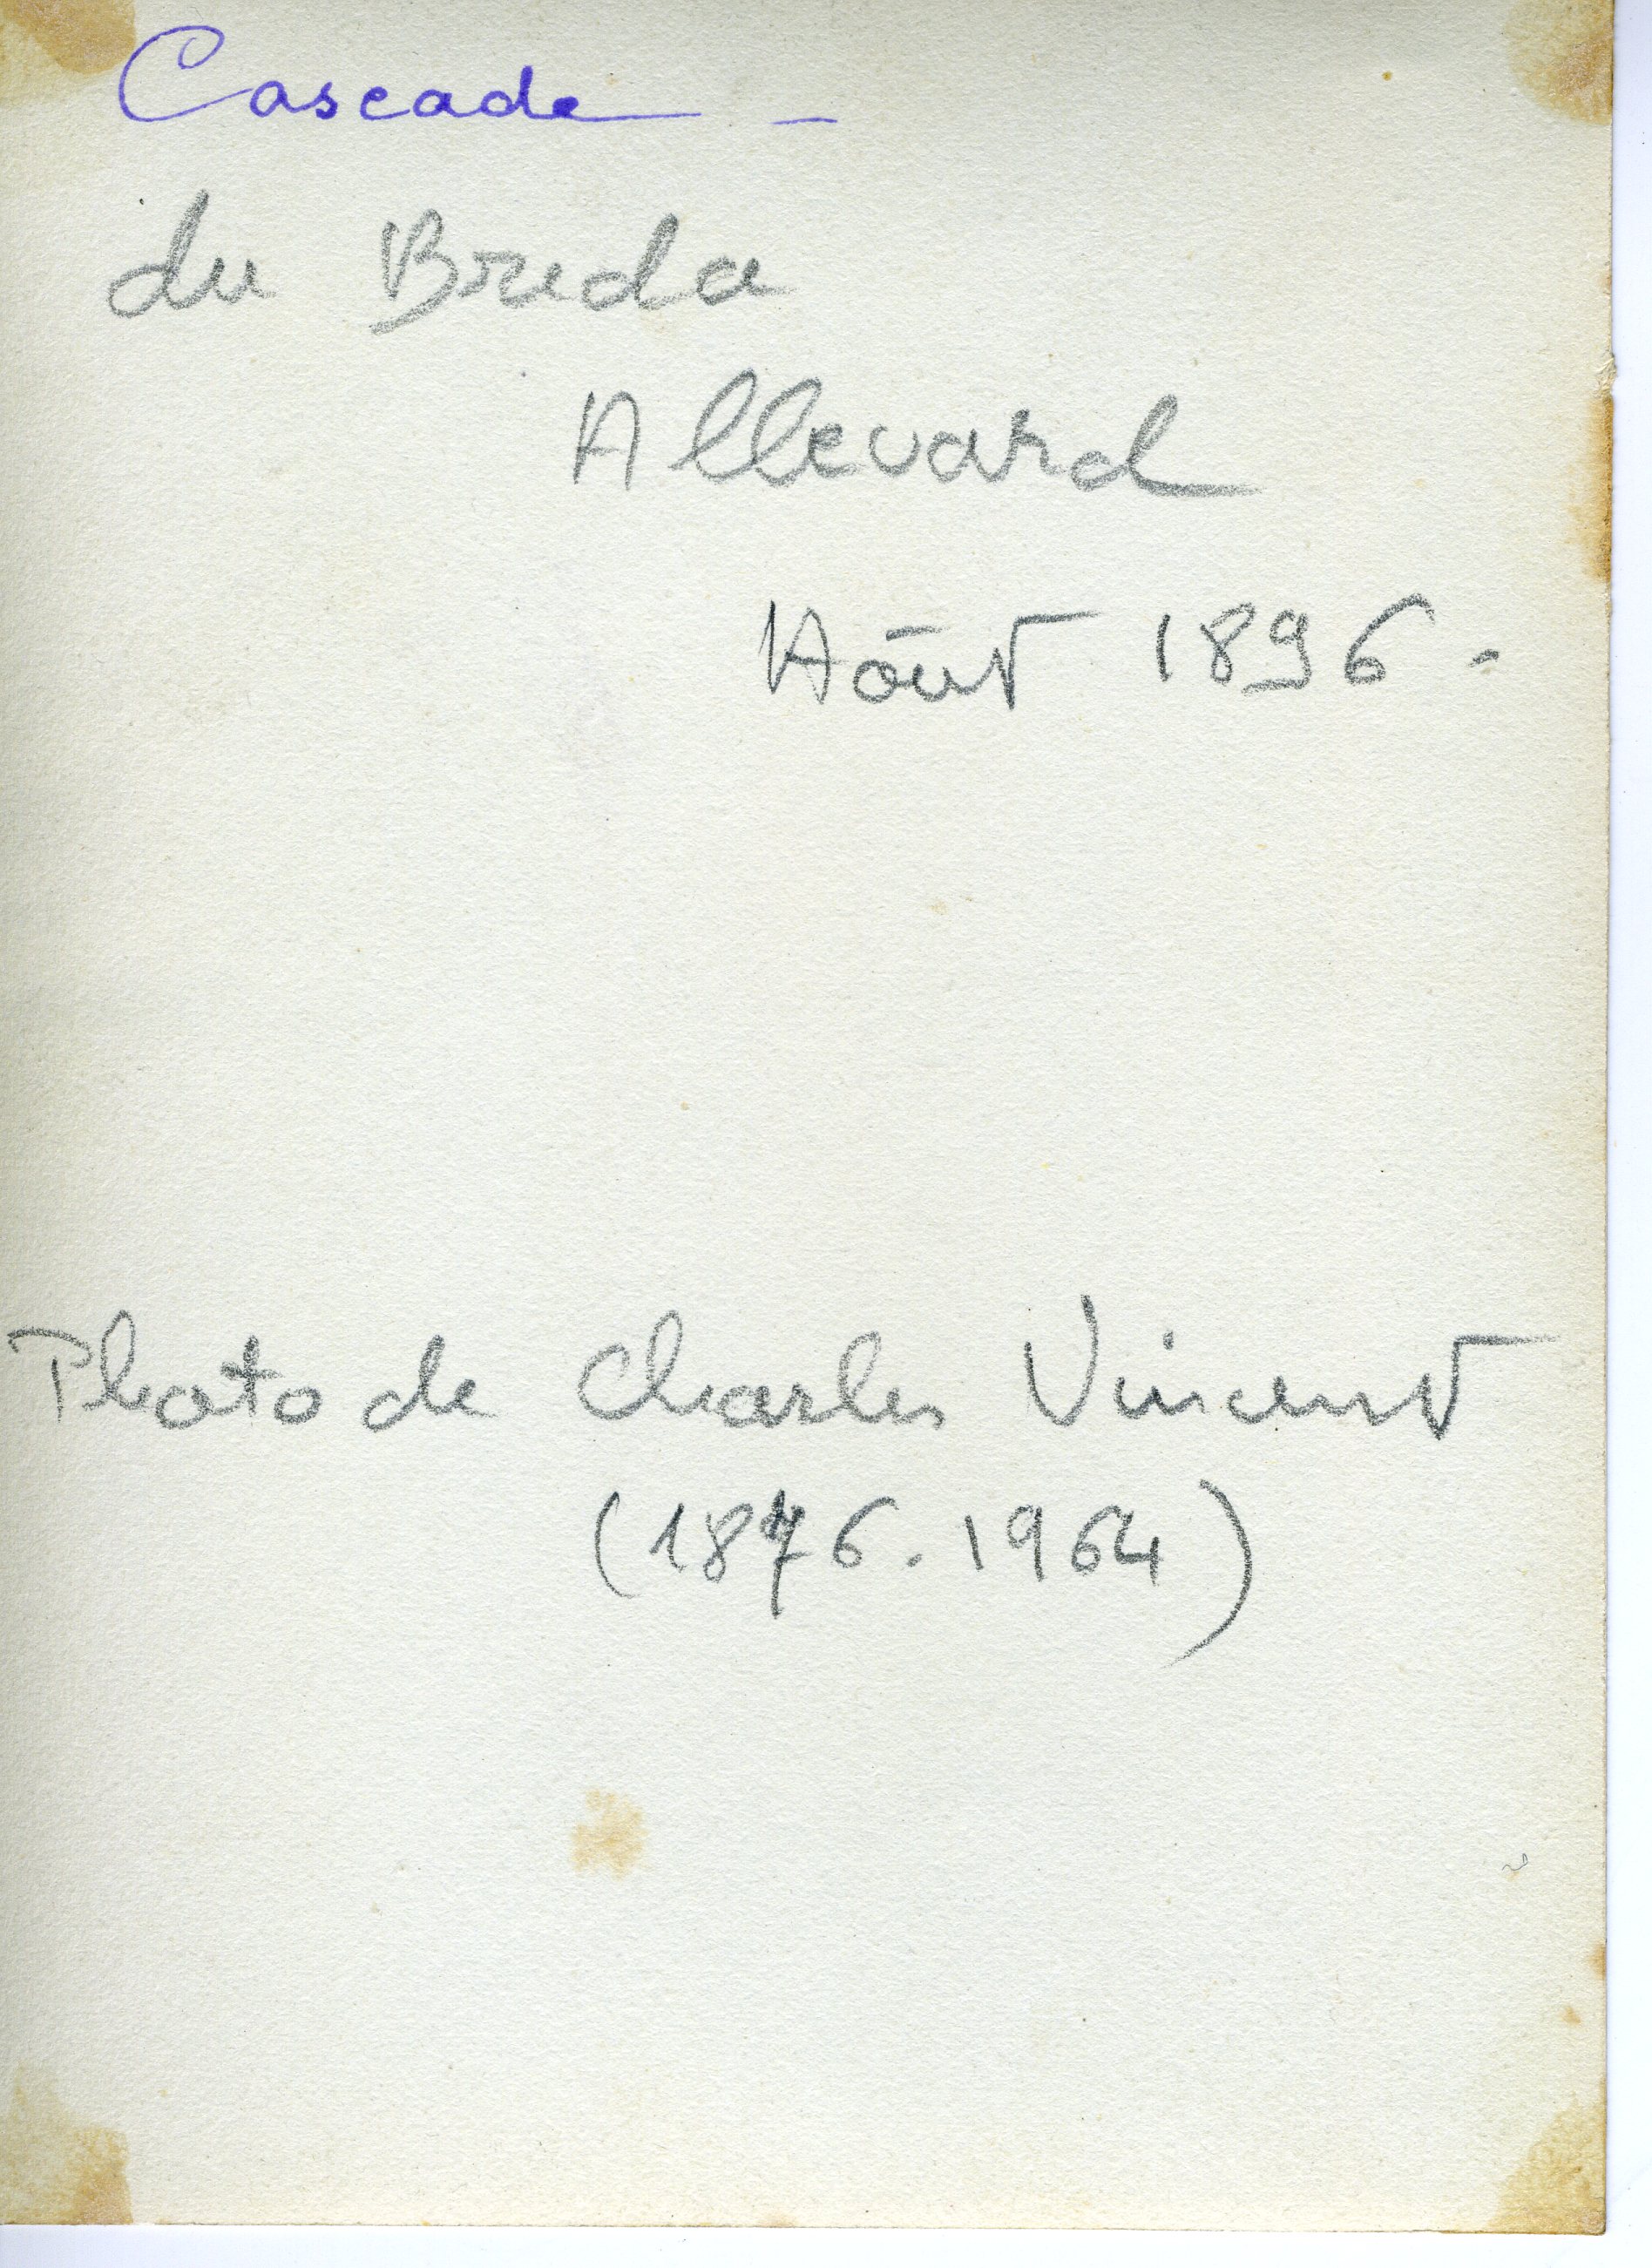 Cascade -
du Breda
Allevard
Août 1896.
Photo de Charles Vincent
(1876.1964)